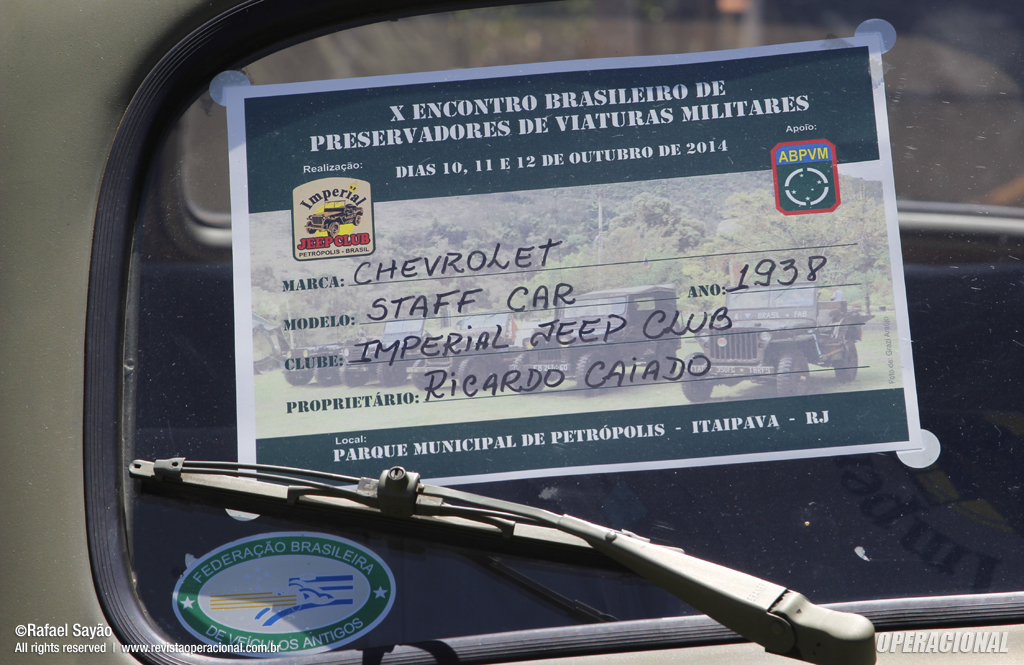 X ENCONTRO BRASILEIRO DE
PRESERVADORES DE VIATURAS MILITARES
DIAS 10, 11 E 12 DE OUTUBRO DE 2014
Realização:
Imperial
JEEP CLUB
PETRÓPOLIS - BRASIL
Apoio:
ABPVM
MARCA: CHEVROLET
MODELO: STAFF CAR ANO: 1938
CLUBE: IMPERIAL JEEP CLUB
PROPRIETÁRIO: RICARDO CAIADO
Local:
PARQUE MUNICIPAL DE PETRÓPOLIS - ITAIPAVA - RJ
FEDERAÇÃO BRASILEIRA
DE VEÍCULOS ANTIGOS
©Rafael Sayão
All rights reserved | www.revistaoperacional.com.br
OPERACIONAL